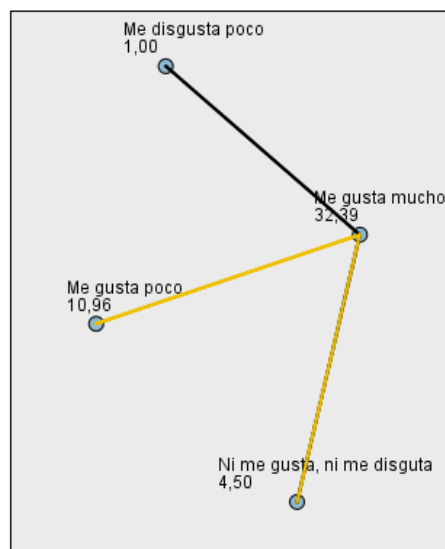 Me disgusta poco
1,00
Me gusta mucho
32,39
Me gusta poco
10,96
Ni me gusta, ni me disguta
4,50